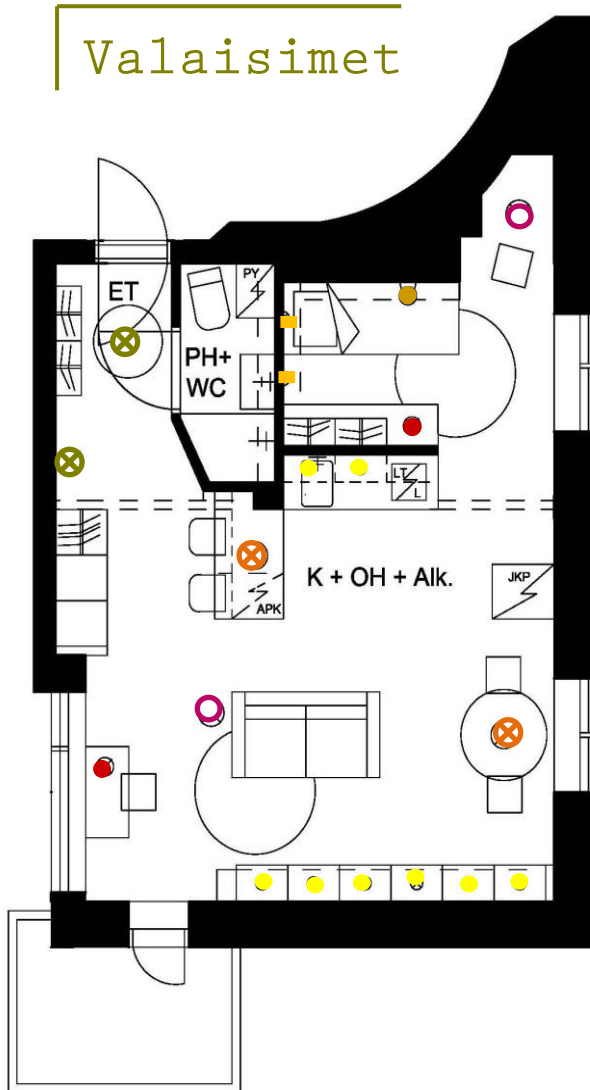 Valaisimet
ET
PY
PH+
WC
LT
L
K + OH + Alk.
JKP
APK